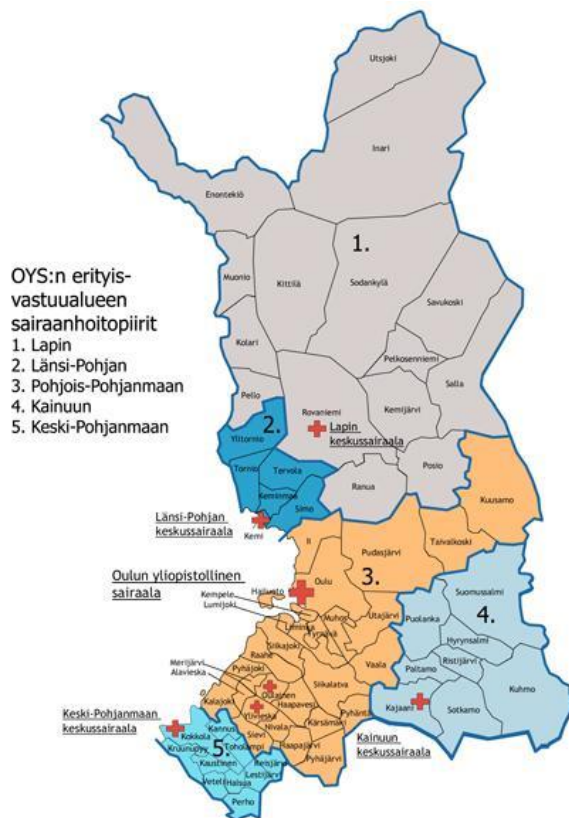 OYS:n erityis-
vastuualueen
sairaanhoitopiirit
1. Lapin
2. Länsi-Pohjan
3. Pohjois-Pohjanmaan
4. Kainuun
5. Keski-Pohjanmaan
Utsjoki
Inari
Enontekiö
1.
Muonio
Kittilä
Sodankylä
Savukoski
Kolari
Pelkosenniemi
Salla
Pello
Rovaniemi
Kemijärvi
2.
Lapin
keskussairaala
Ylitornio
Posio
Tornio
Tervola
Ranua
Keminmaa
Simo
Kuusamo
Länsi-Pohjan
keskussairaala
Kemi
Ii
Pudasjärvi
Taivalkoski
Oulun yliopistollinen
sairaala
Oulu
3.
Suomussalmi
Hailuoto
Kempele
Lumijoki
Muhos
Utajärvi
Puolanka
4.
Liminka
Tyrnävä
Hyrynsalmi
Siikajoki
Raahe
Vaala
Paltamo
Ristijärvi
Merijärvi
Alavieska
Pyhäjoki
Siikalatva
Kuhmo
Oulainen
Haapavesi
Kajaani
Sotkamo
Kalajoki
Ylivieska
Pyhäntä
Keski-Pohjanmaan
keskussairaala
Nivala
Kärsämäki
Kannus
Sievi
Kainuun
keskussairaala
Kokkola
5.
Toholampi
Haapajärvi
Kruunupyy
Reisjärvi
Pyhäjärvi
Kaustinen
Lestijärvi
Veteli
Halsua
Perho